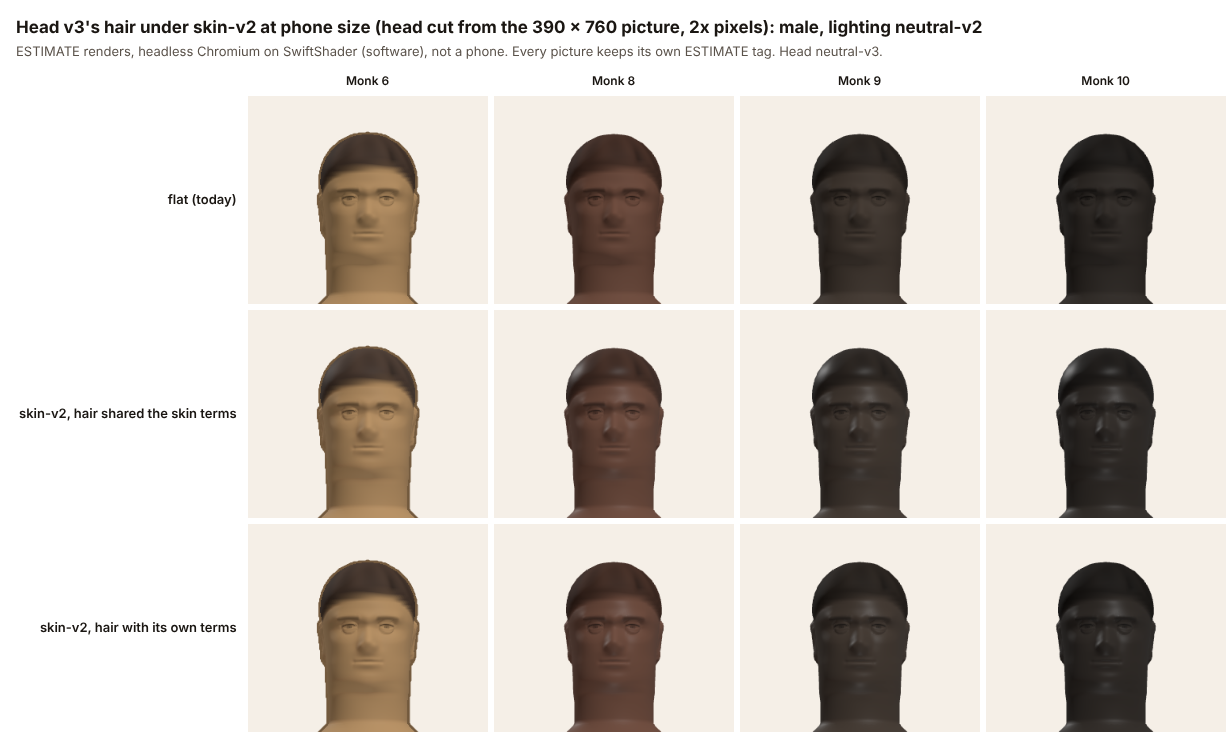 Head v3's hair under skin-v2 at phone size (head cut from the 390 × 760 picture, 2x pixels): male, lighting neutral-v2
ESTIMATE renders, headless Chromium on SwiftShader (software), not a phone. Every picture keeps its own ESTIMATE tag. Head neutral-v3.
Monk 6 Monk 8 Monk 9 Monk 10
flat (today)
skin-v2, hair shared the skin terms
skin-v2, hair with its own terms